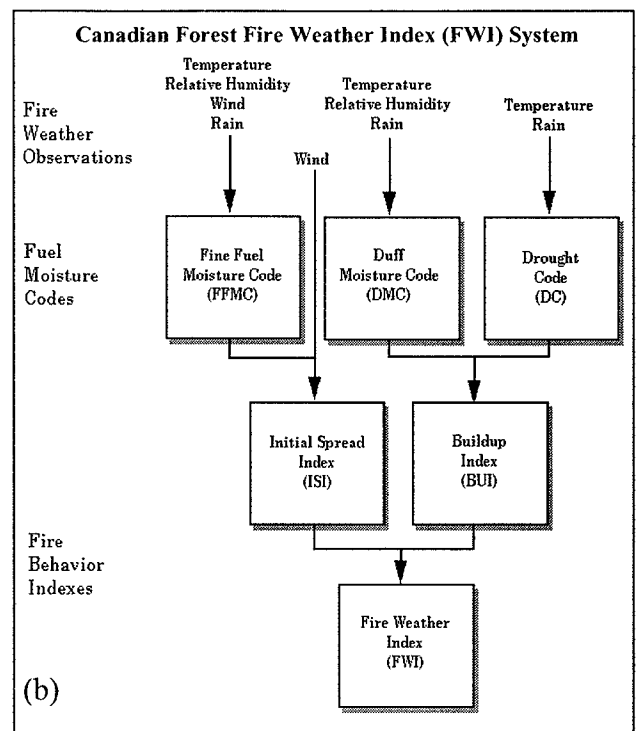 Canadian Forest Fire Weather Index (FWI) System
Temperature
Relative Humidity
Wind
Rain
Temperature
Relative Humidity
Rain
Temperature
Rain
Fire
Weather
Observations
Wind
Fuel
Moisture
Codes
Fine Fuel
Moisture Code
(FFMC)
Duff
Moisture Code
(DMC)
Drought
Code
(DC)
Initial Spread
Index
(ISI)
Buildup
Index
(BUI)
Fire
Behavior
Indexes
Fire Weather
Index
(FWI)
(b)